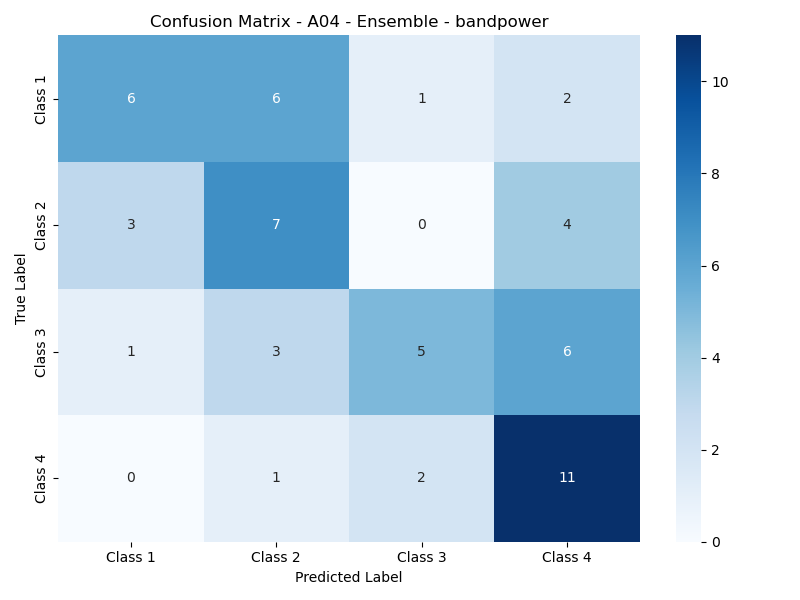 Confusion Matrix - A04 - Ensemble - bandpower
True Label
Class 1
6 6 1 2
Class 2
3 7 0 4
Class 3
1 3 5 6
Class 4
0 1 2 11
Class 1 Class 2 Class 3 Class 4
Predicted Label
10
8
6
4
2
0